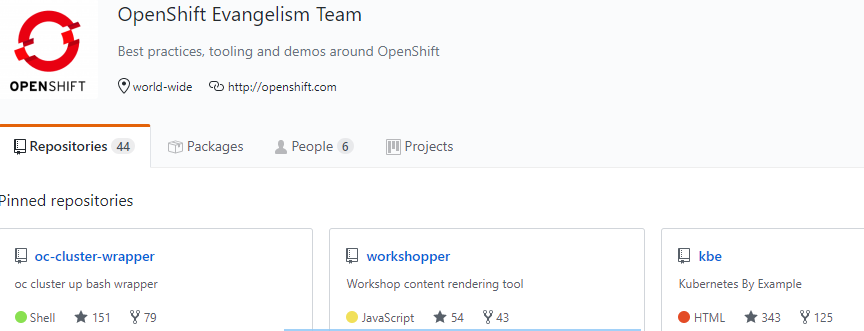 OpenShift Evangelism Team
Best practices, tooling and demos around OpenShift
OPENSHIFT
world-wide http://openshift.com
Repositories 44 Packages People 6 Projects
Pinned repositories
oc-cluster-wrapper
oc cluster up bash wrapper
Shell 151 79
workshopper
Workshop content rendering tool
JavaScript 54 43
kbe
Kubernetes By Example
HTML 343 125